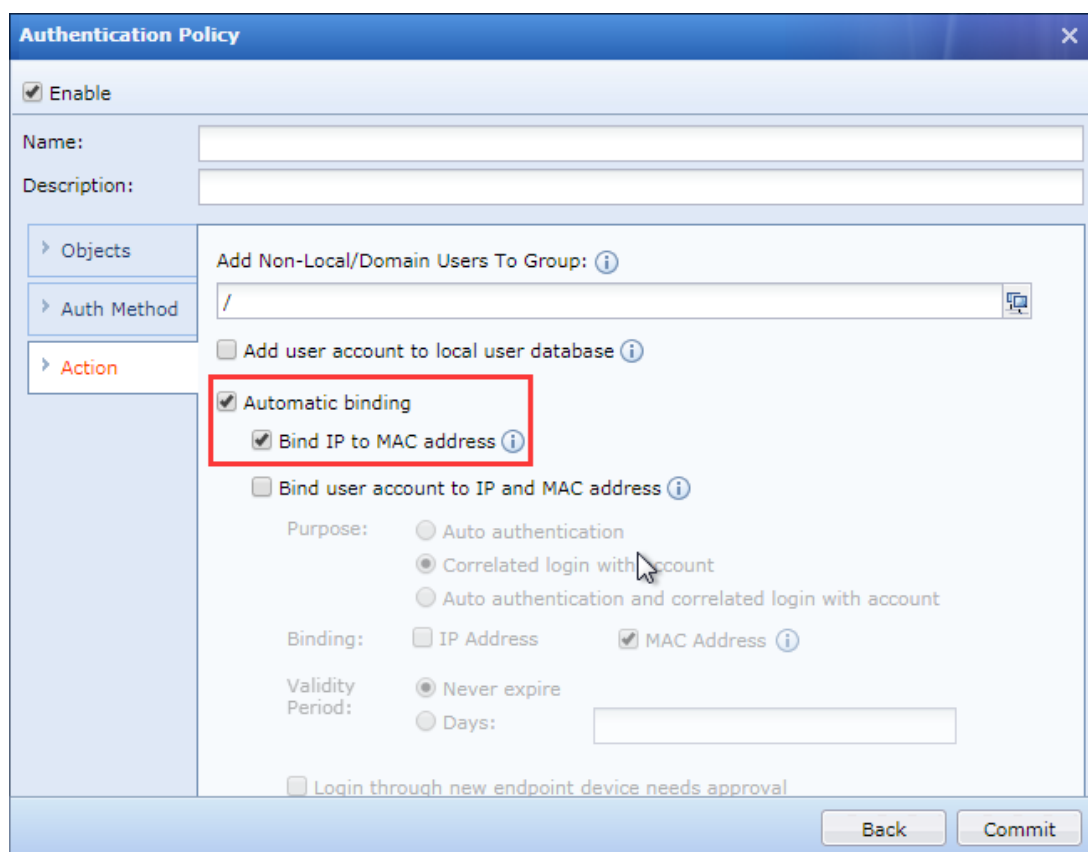 Authentication Policy
Enable
Name:
Description:
Objects
Auth Method
Action
Add Non-Local/Domain Users To Group:
/
Add user account to local user database
Automatic binding
Bind IP to MAC address
Bind user account to IP and MAC address
Purpose:
Auto authentication
Correlated login with account
Auto authentication and correlated login with account
Binding: IP Address MAC Address
Validity Period:
Never expire
Days:
Login through new endpoint device needs approval
Back Commit